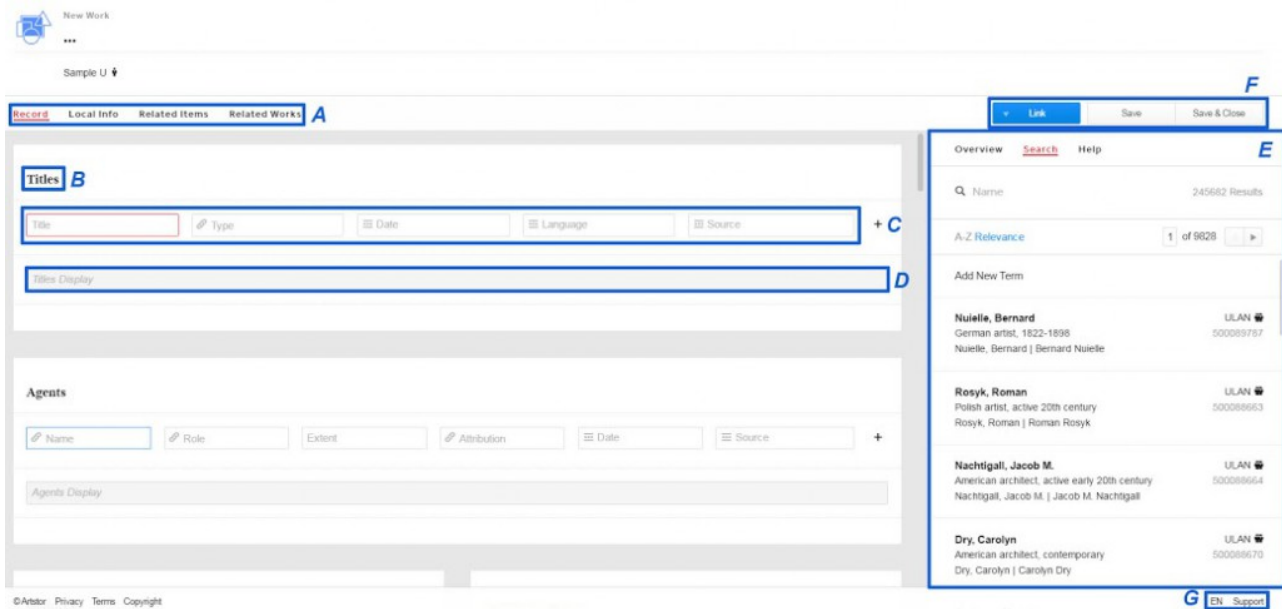 New Work
...
Sample U
F
Record Local Info Related Items Related Works A
Link Save Save & Close
Overview Search Help E
Titles B
Name 245682 Results
Title Type Date Language Source + C
A-Z Relevance 1 of 9828
Titles Display D
Add New Term
Nuielle, Bernard ULAN
German artist, 1822-1898 500089787
Nuielle, Bernard | Bernard Nuielle
Agents
Rosyk, Roman ULAN
Polish artist, active 20th century 500088663
Rosyk, Roman | Roman Rosyk
Name Role Extent Attribution Date Source +
Nachtigall, Jacob M. ULAN
American architect, active early 20th century 500088664
Nachtigall, Jacob M. | Jacob M. Nachtigall
Agents Display
Dry, Carolyn ULAN
American architect, contemporary 500088670
Dry, Carolyn | Carolyn Dry
© Artstor Privacy Terms Copyright G EN Support